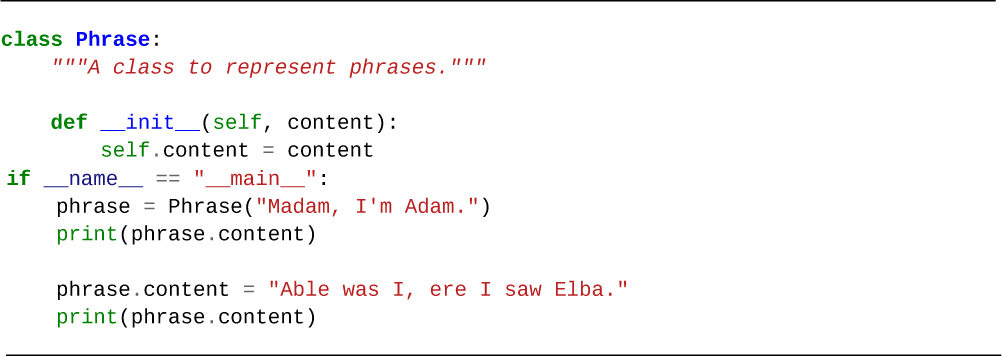 class Phrase:
    """A class to represent phrases."""
    def __init__(self, content):
        self.content = content
if __name__ == "__main__":
    phrase = Phrase("Madam, I'm Adam.")
    print(phrase.content)
    phrase.content = "Able was I, ere I saw Elba."
    print(phrase.content)